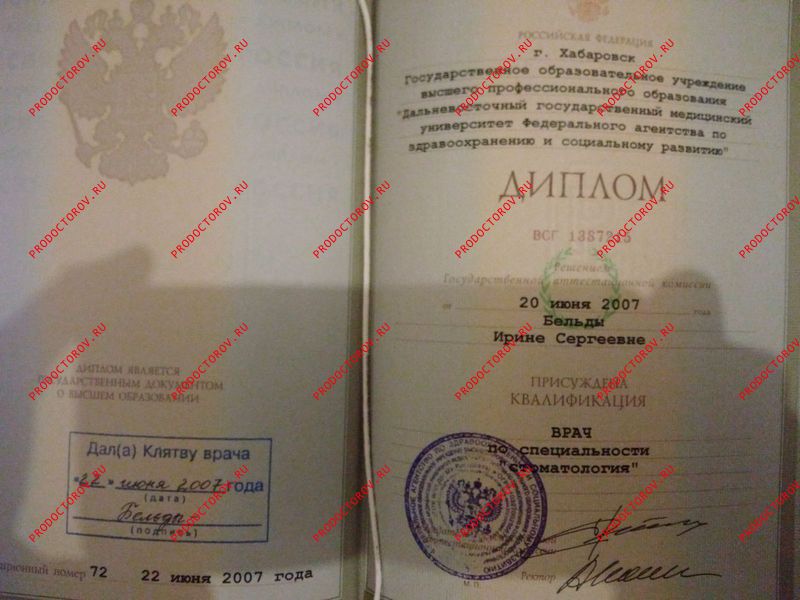 ДИПЛОМ ЯВЛЯЕТСЯ
ГОСУДАРСТВЕННЫМ ДОКУМЕНТОМ
О ВЫСШЕМ ОБРАЗОВАНИИ
Дал(а) Клятву врача
"22" июня 2007 года
(дата)
Бельды
(подпись)
номер 72 22 июня 2007 года
РОССИЙСКАЯ ФЕДЕРАЦИЯ
г. Хабаровск
Государственное образовательное учреждение
высшего профессионального образования
"Дальневосточный государственный медицинский
университет Федерального агентства по
здравоохранению и социальному развитию"
ДИПЛОМ
ВСГ
Решением
Государственной аттестационной комиссии
от 20 июня 2007 года
Бельды
Ирине Сергеевне
ПРИСУЖДЕНА
КВАЛИФИКАЦИЯ
ВРАЧ
по специальности
"стоматология"
Ректор
М.П.
PRODOCTOROV.RU